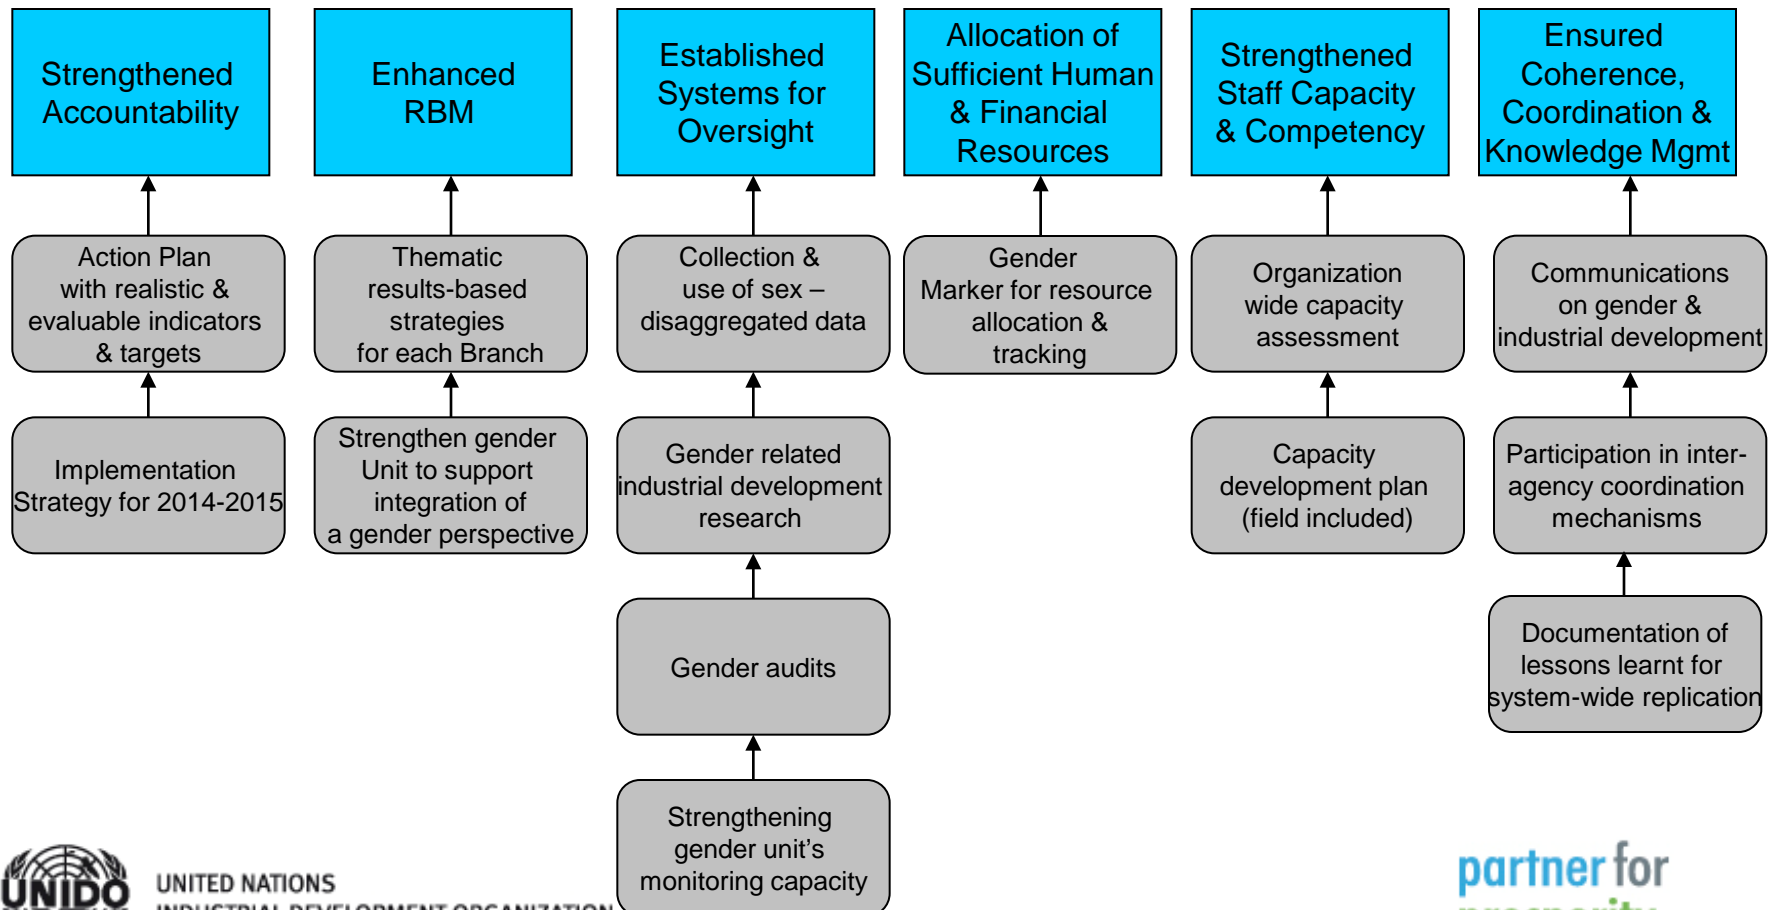 Strengthened
Accountability
Enhanced
RBM
Established
Systems for
Oversight
Allocation of
Sufficient Human
& Financial
Resources
Strengthened
Staff Capacity
& Competency
Ensured
Coherence,
Coordination &
Knowledge Mgmt
Action Plan
with realistic &
evaluable indicators
& targets
Thematic
results-based
strategies
for each Branch
Collection &
use of sex –
disaggregated data
Gender
Marker for resource
allocation &
tracking
Organization
wide capacity
assessment
Communications
on gender &
industrial development
Implementation
Strategy for 2014-2015
Strengthen gender
Unit to support
integration of
a gender perspective
Gender related
industrial development
research
Capacity
development plan
(field included)
Participation in inter-
agency coordination
mechanisms
Gender audits
Documentation of
lessons learnt for
system-wide replication
Strengthening
gender unit's
monitoring capacity
UNIDO
UNITED NATIONS
INDUSTRIAL DEVELOPMENT ORGANIZATION
partner for
prosperity